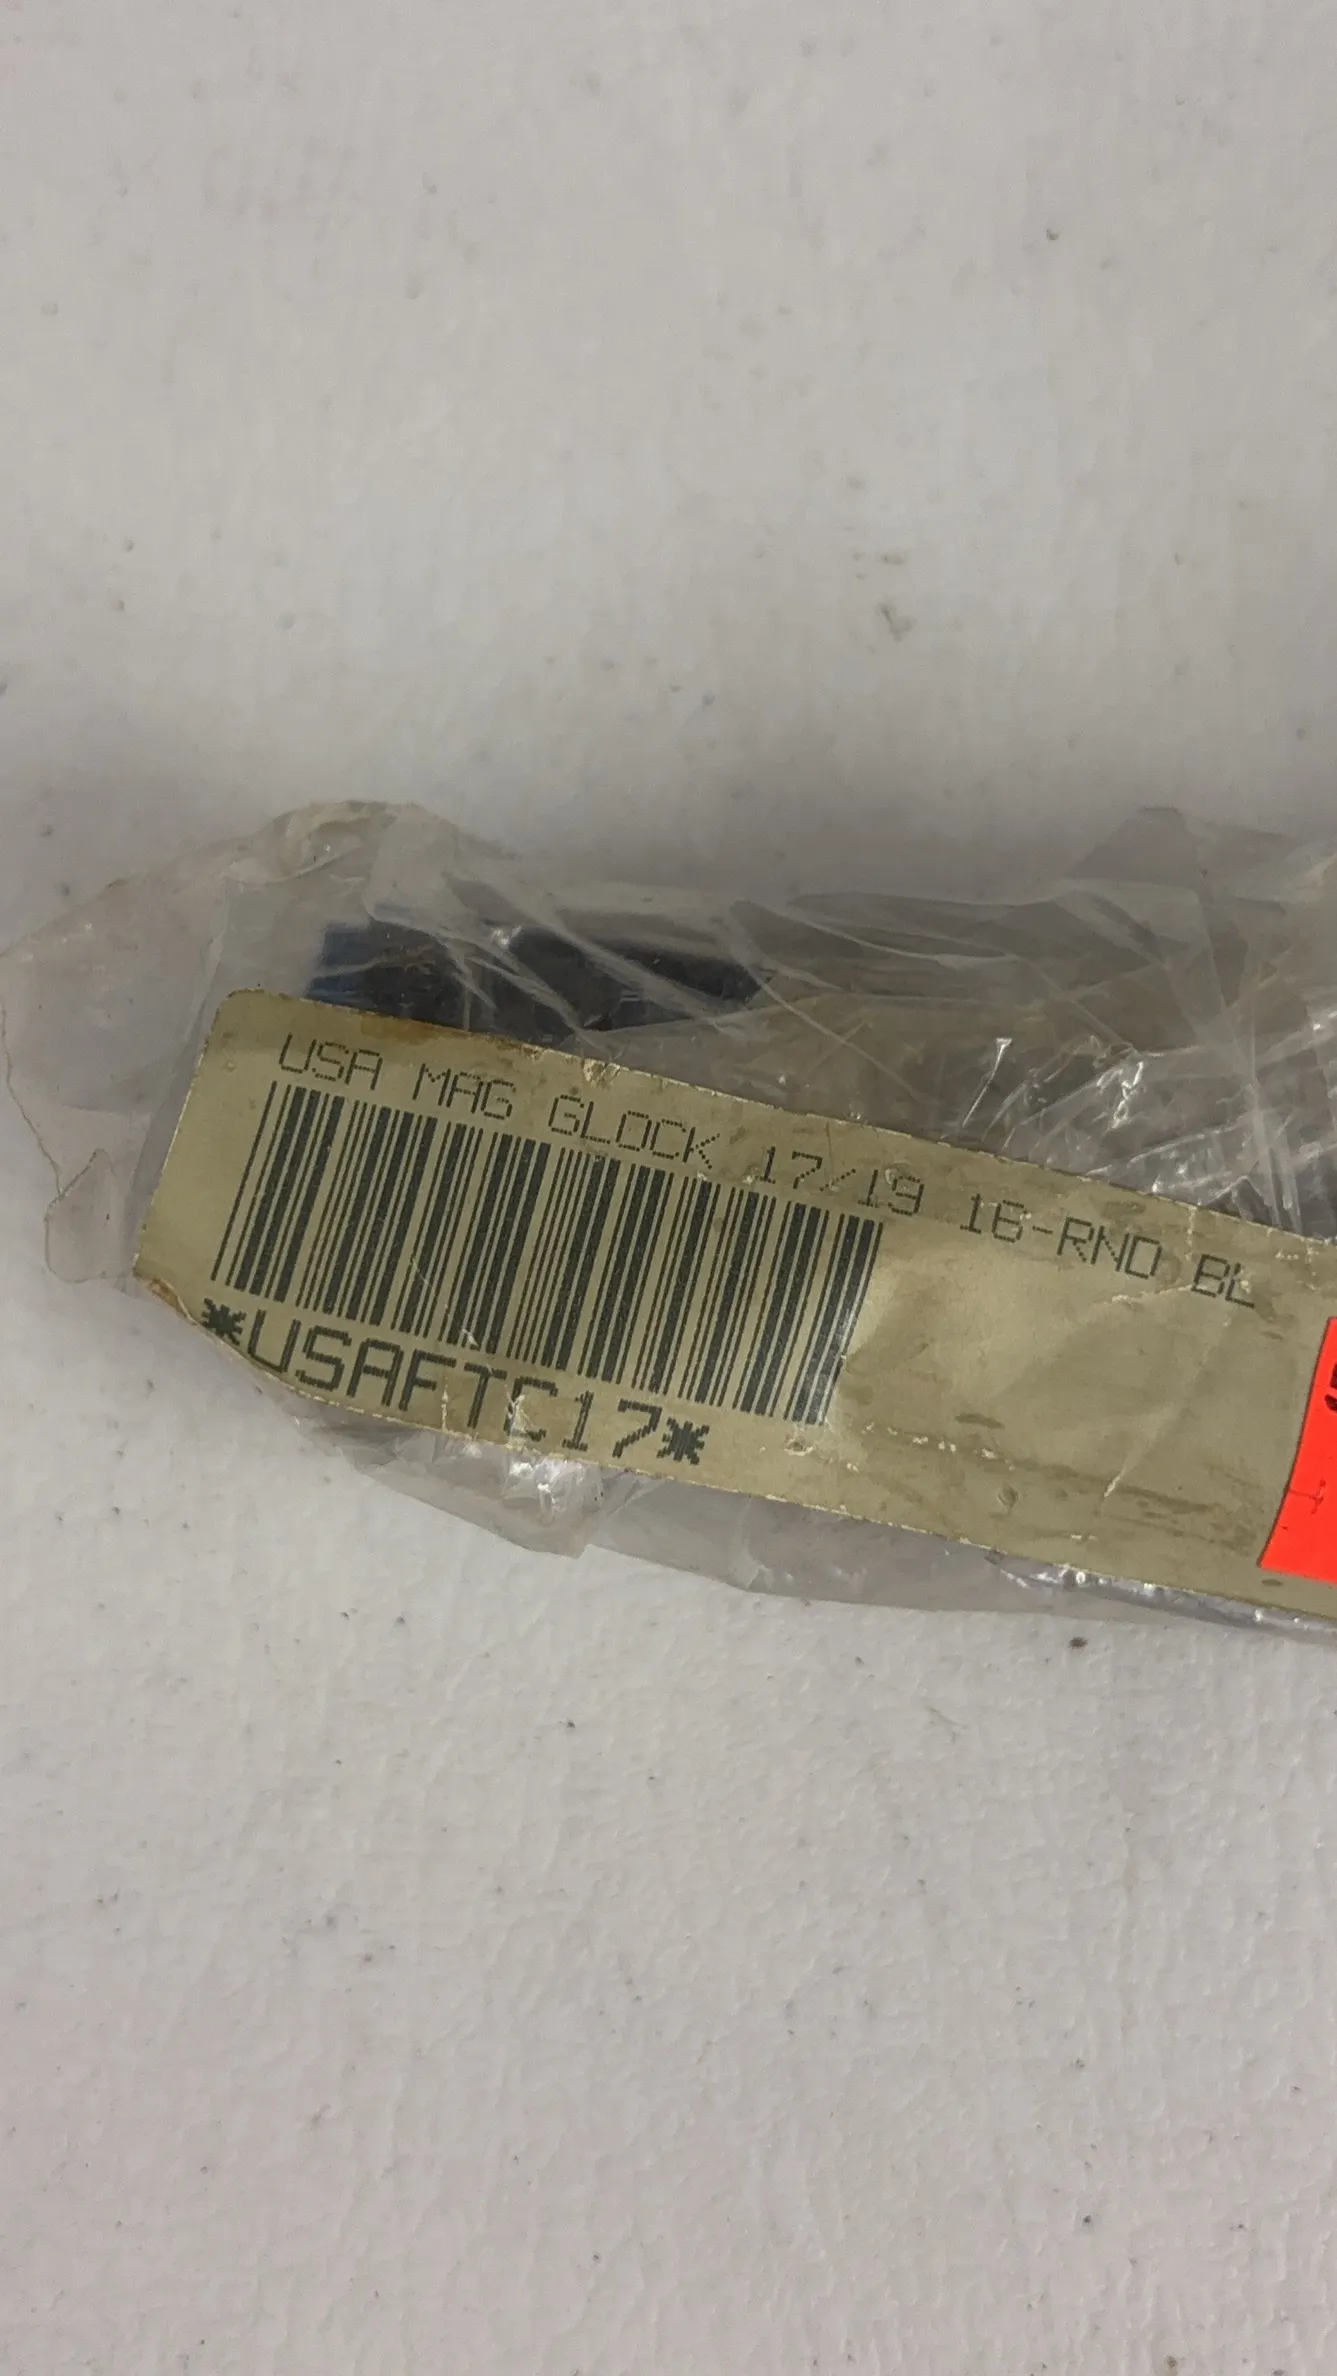 USA MAG GLOCK 17/19 16-RND BL
*USAFTC17*